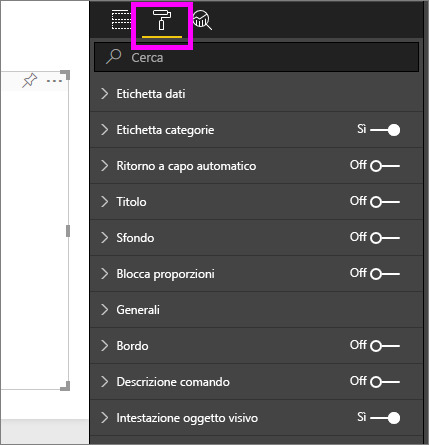 Cerca
Etichetta dati
Etichetta categorie Sì
Ritorno a capo automatico Off
Titolo Off
Sfondo Off
Blocca proporzioni Off
Generali
Bordo Off
Descrizione comando Off
Intestazione oggetto visivo Sì